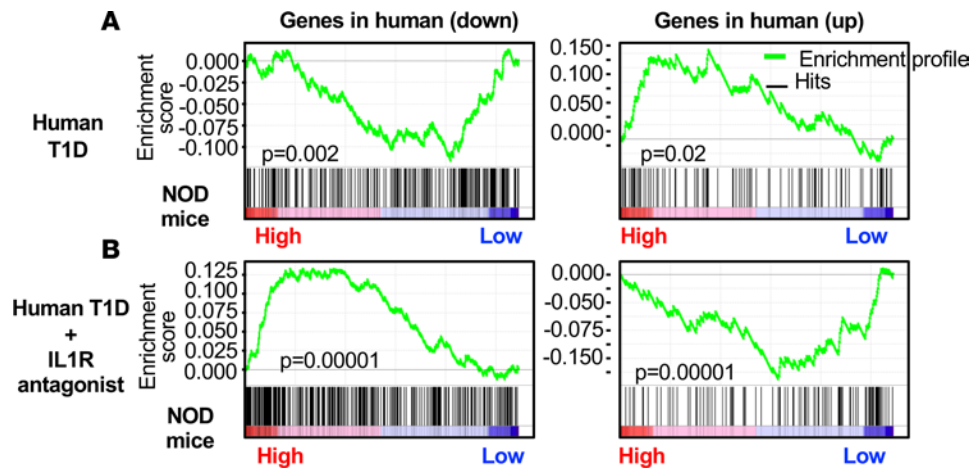 A
Genes in human (down)
Genes in human (up)
Human
T1D
Enrichment
score
0.000
-0.025
-0.050
-0.075
-0.100
p=0.002
0.150
0.100
0.050
0.000
Enrichment profile
Hits
p=0.02
NOD
mice
High
Low
High
Low
B
Human T1D
+
IL1R
antagonist
Enrichment
score
0.125
0.100
0.075
0.050
0.025
0.000
p=0.00001
0.000
-0.075
-0.150
p=0.00001
NOD
mice
High
Low
High
Low